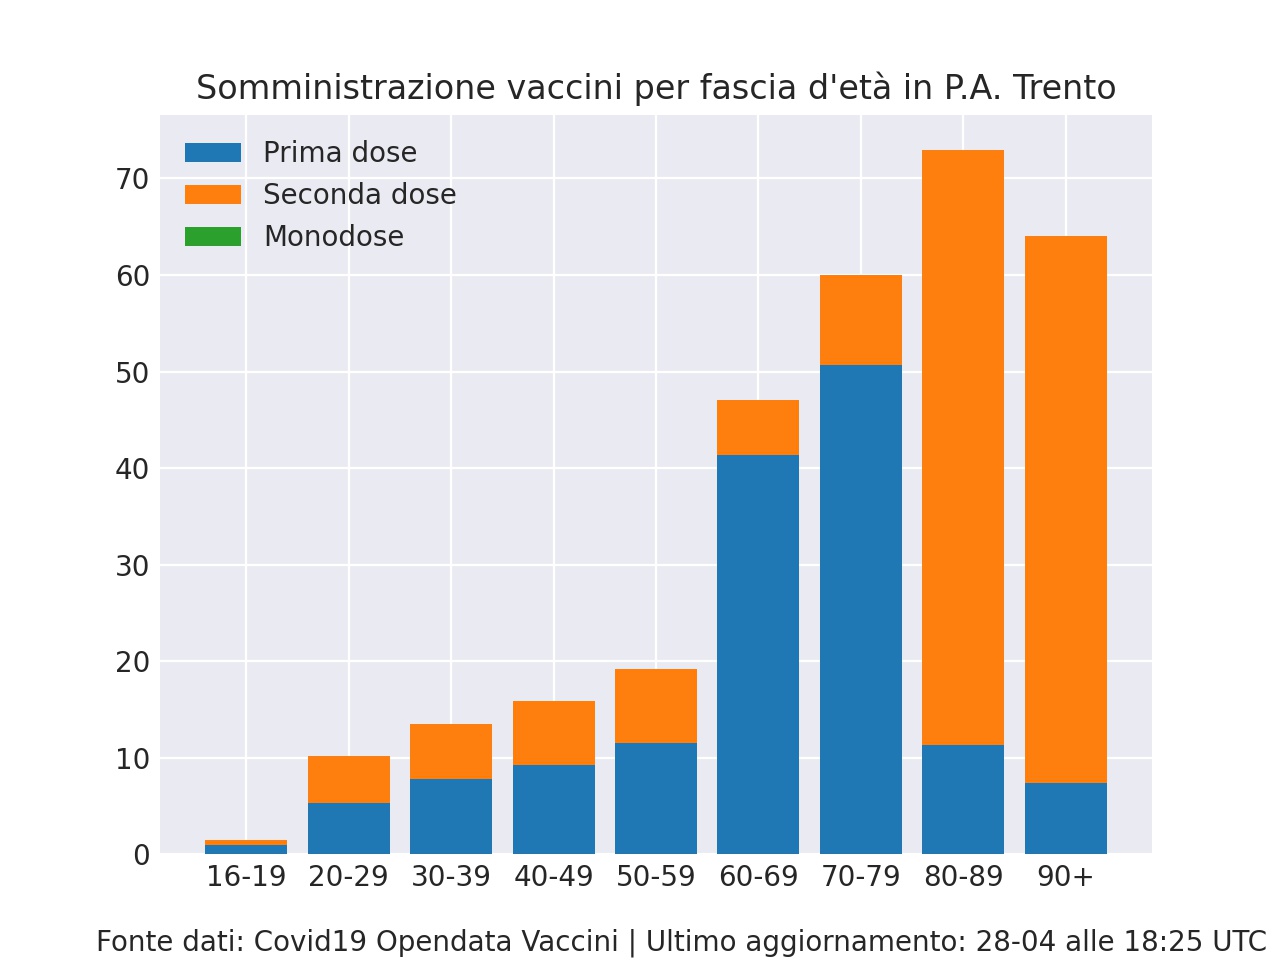 Somministrazione vaccini per fascia d'età in P.A. Trento
Prima dose
Seconda dose
Monodose
70
60
50
40
30
20
10
0
16-19 20-29 30-39 40-49 50-59 60-69 70-79 80-89 90+
Fonte dati: Covid19 Opendata Vaccini | Ultimo aggiornamento: 28-04 alle 18:25 UTC